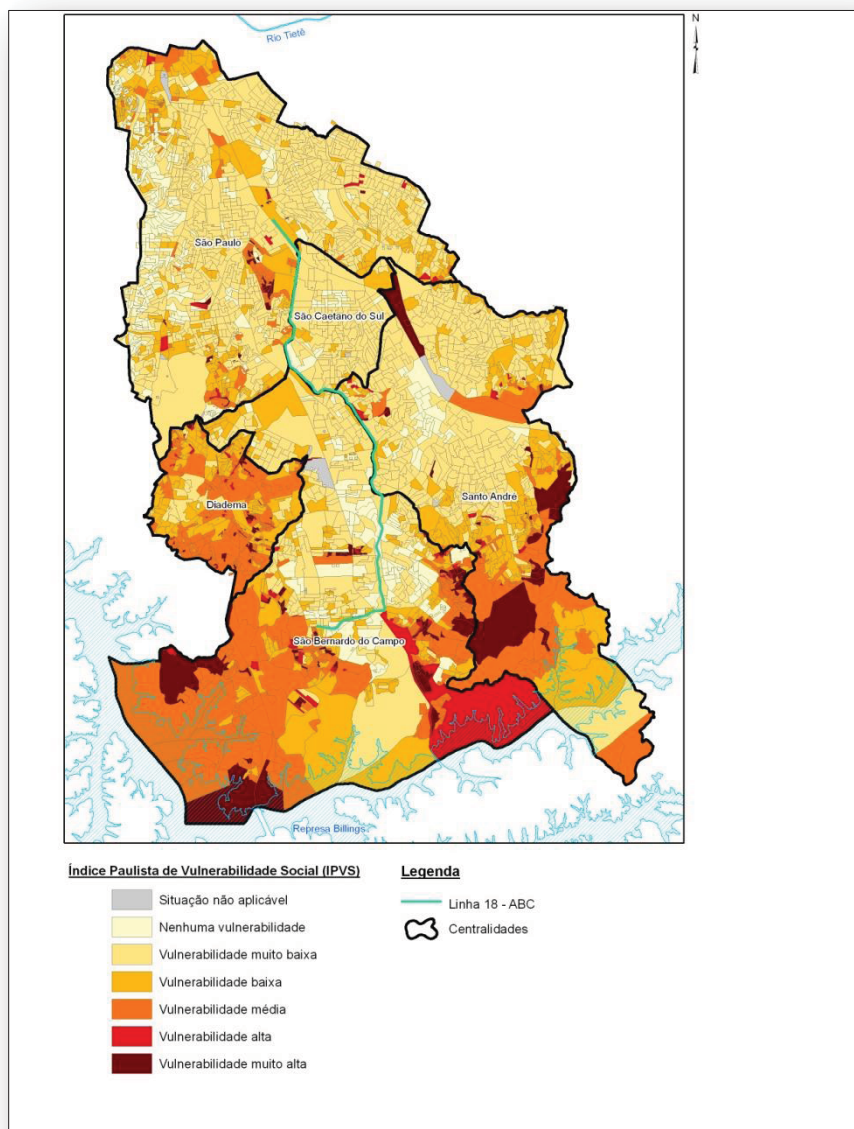 N
Rio Tietê
São Paulo
São Caetano do Sul
Santo André
Diadema
São Bernardo do Campo
Represa Billings
Índice Paulista de Vulnerabilidade Social (IPVS)
Situação não aplicável
Nenhuma vulnerabilidade
Vulnerabilidade muito baixa
Vulnerabilidade baixa
Vulnerabilidade média
Vulnerabilidade alta
Vulnerabilidade muito alta
Legenda
Linha 18 - ABC
Centralidades